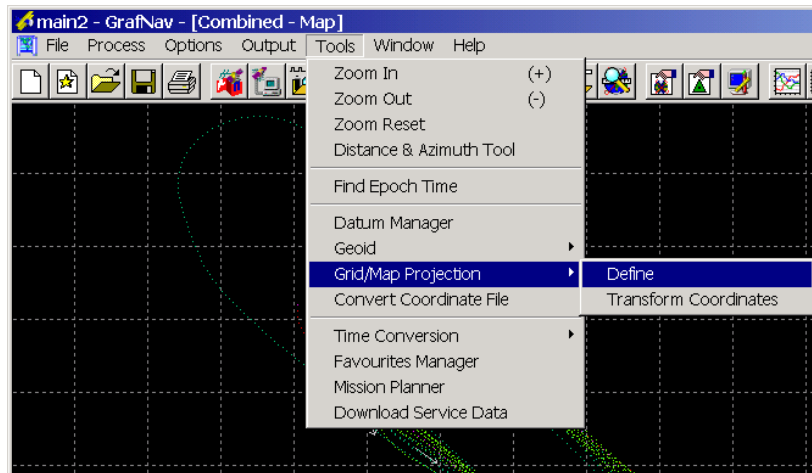 main2 - GrafNav - [Combined - Map]
File Process Options Output Tools Window Help
Zoom In (+)
Zoom Out (-)
Zoom Reset
Distance & Azimuth Tool
Find Epoch Time
Datum Manager
Geoid
Grid/Map Projection
Define
Convert Coordinate File
Transform Coordinates
Time Conversion
Favourites Manager
Mission Planner
Download Service Data